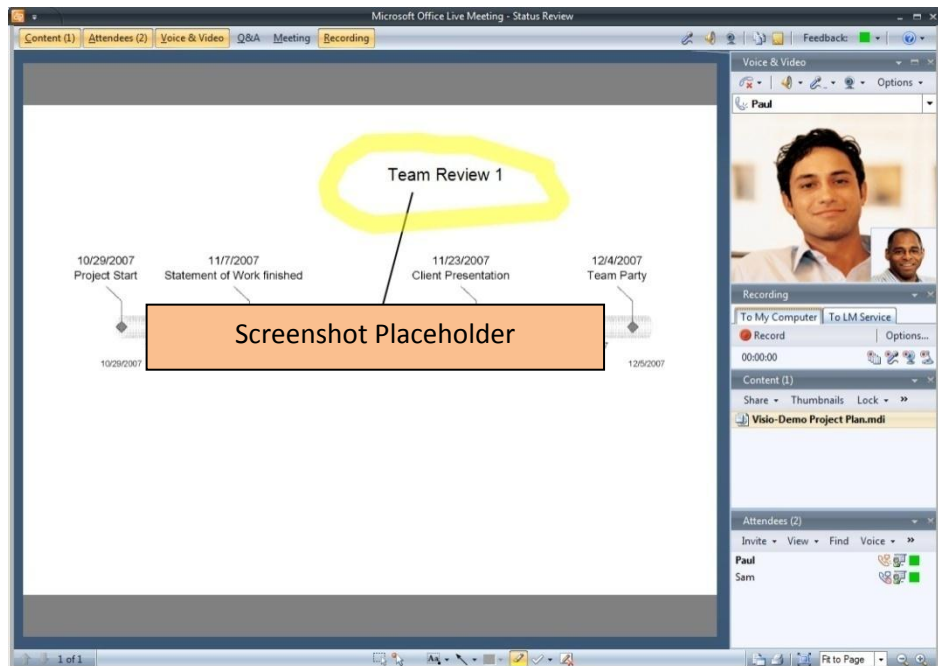 Microsoft Office Live Meeting - Status Review
Content (1) Attendees (2) Voice & Video Q&A Meeting Recording Feedback:
Voice & Video
Options
Paul
Team Review 1
10/29/2007
Project Start
11/7/2007
Statement of Work finished
11/23/2007
Client Presentation
12/4/2007
Team Party
Screenshot Placeholder
10/29/2007
12/5/2007
Recording
To My Computer To LM Service
Record Options...
00:00:00
Content (1)
Share Thumbnails Lock »
Visio-Demo Project Plan.mdi
Attendees (2)
Invite View Find Voice »
Paul
Sam
1 of 1 Aa Fit to Page